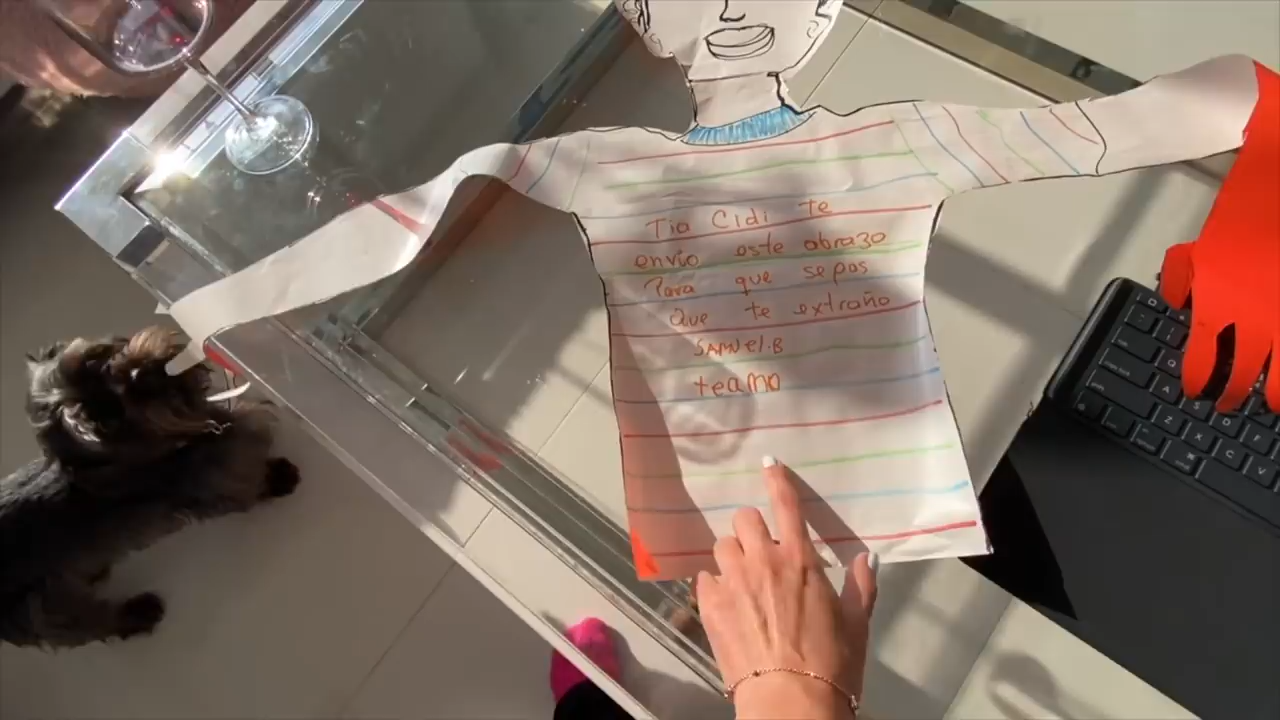 Tia Cidi te
envio este abrazo
Para que sepas
Que te extraño
SAMuel.B
teamo